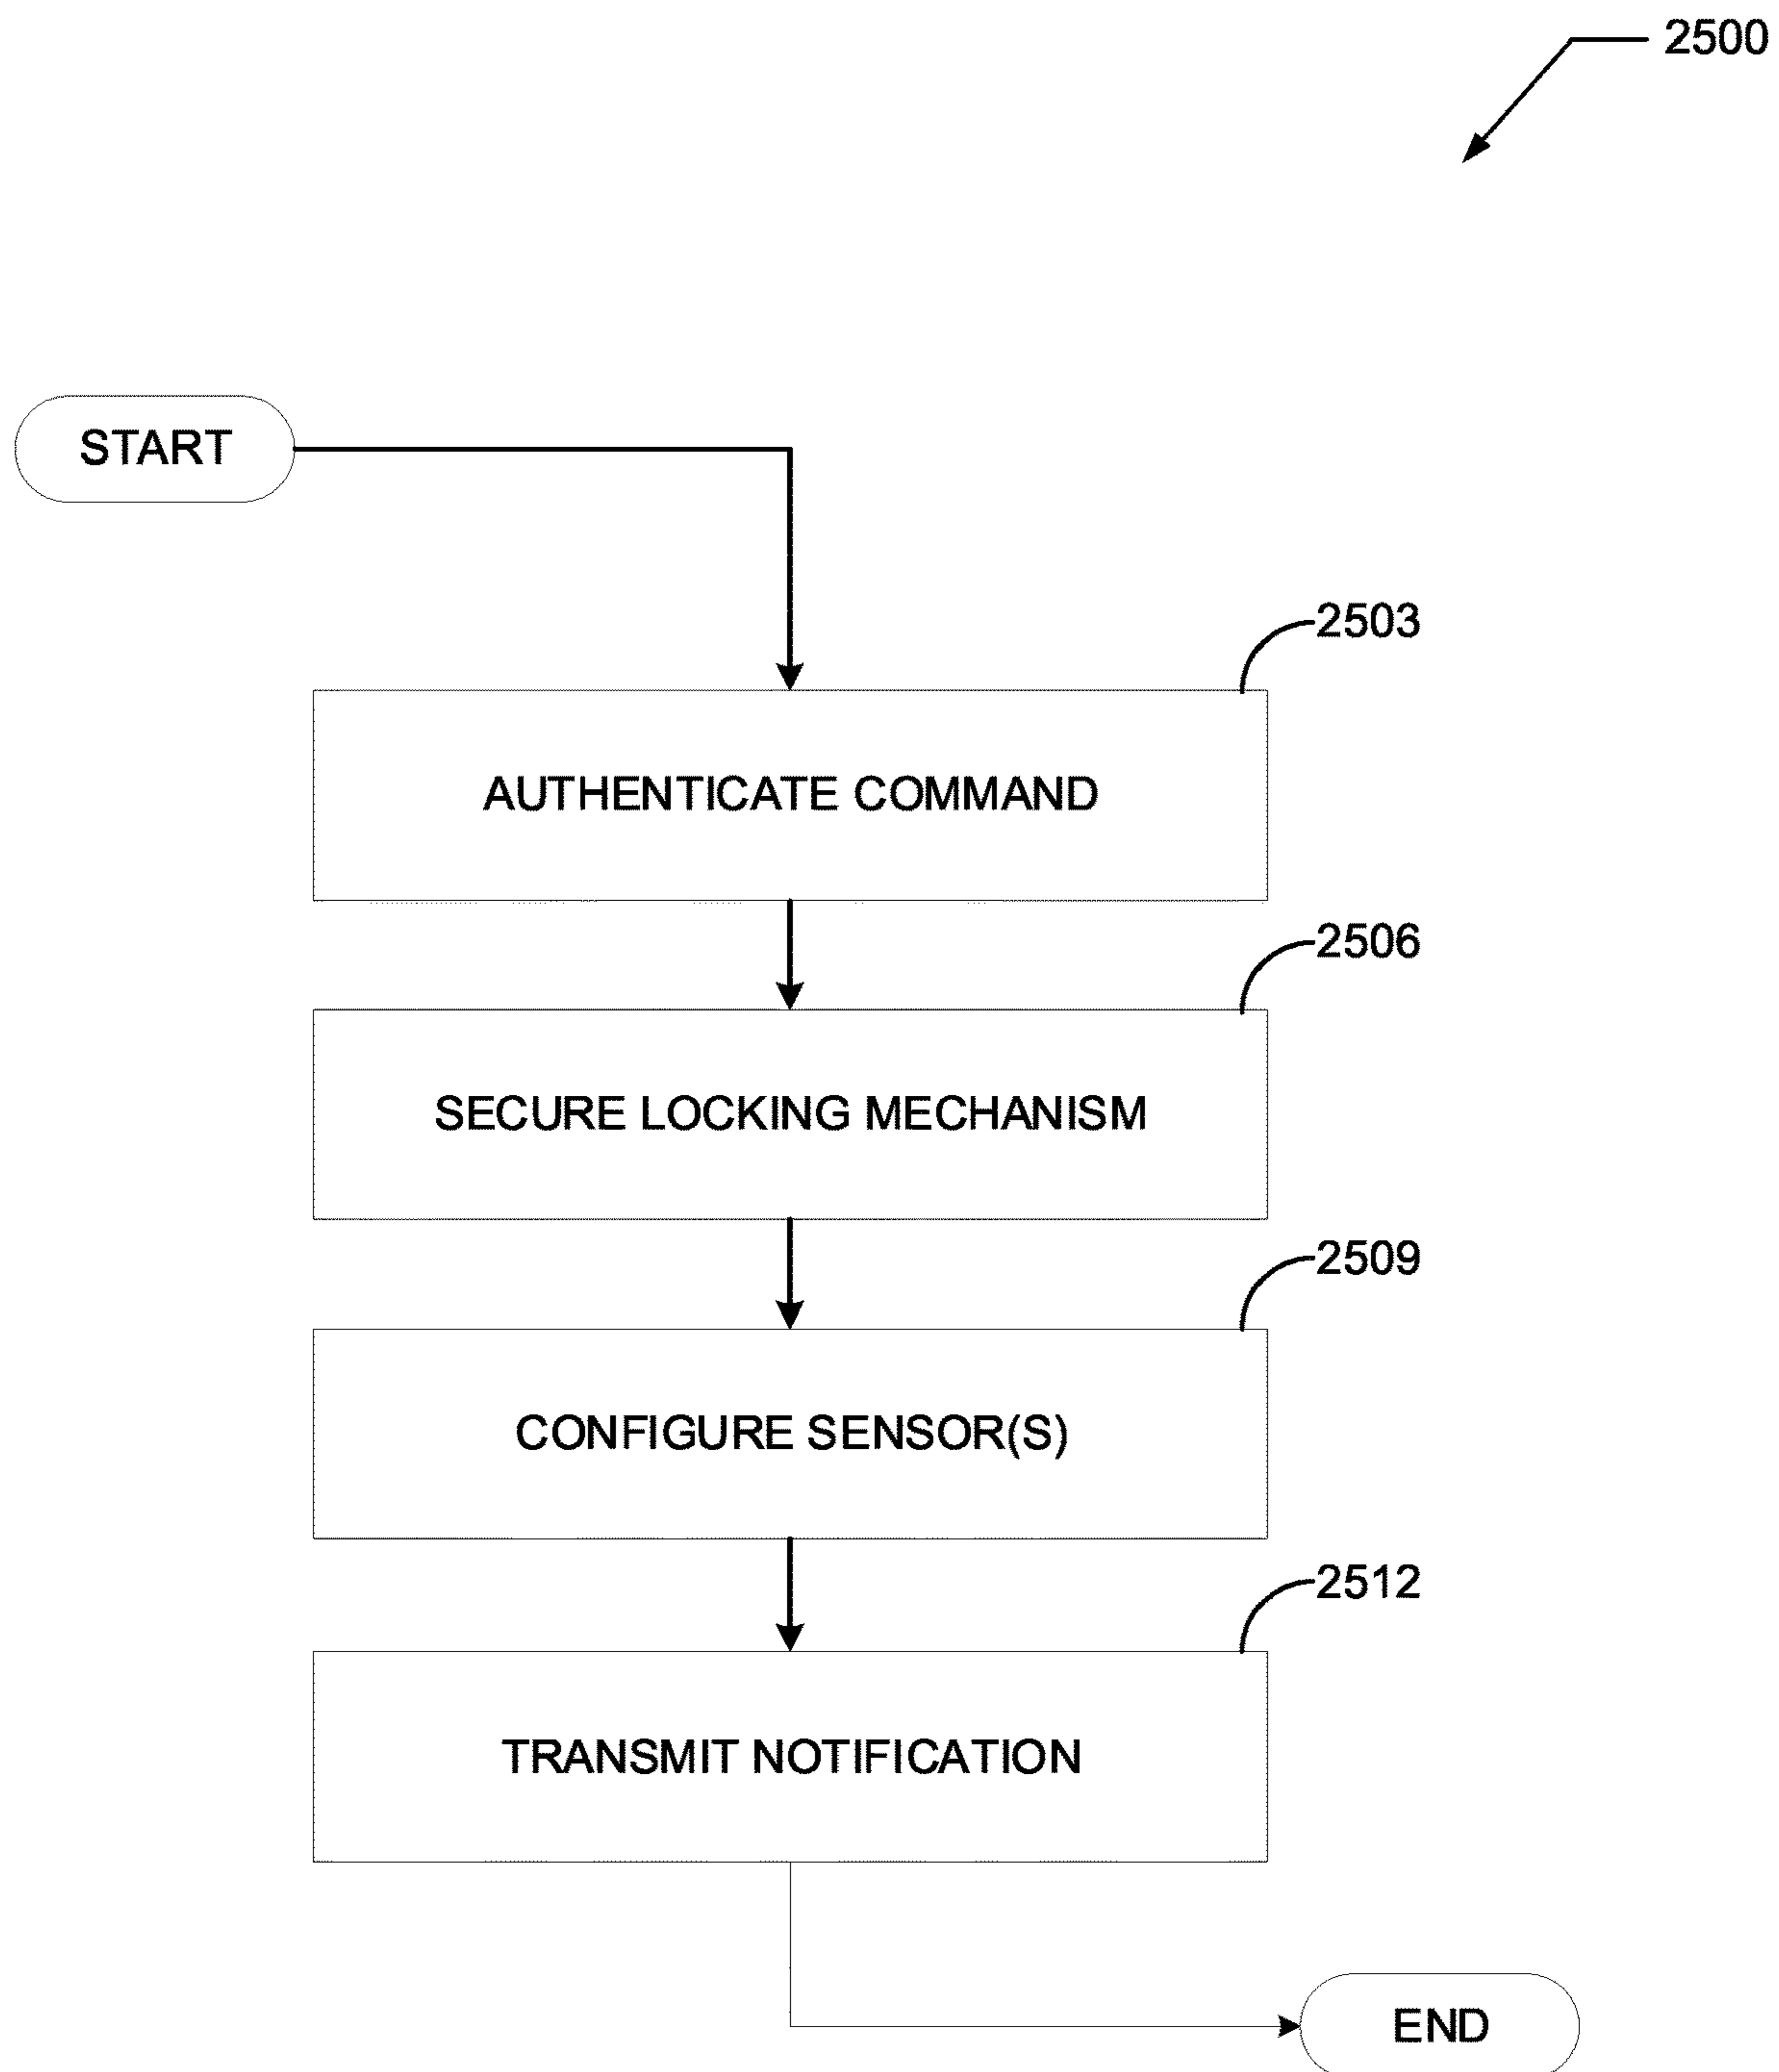 2500
START
2503
AUTHENTICATE COMMAND
2506
SECURE LOCKING MECHANISM
2509
CONFIGURE SENSOR(S)
2512
TRANSMIT NOTIFICATION
END